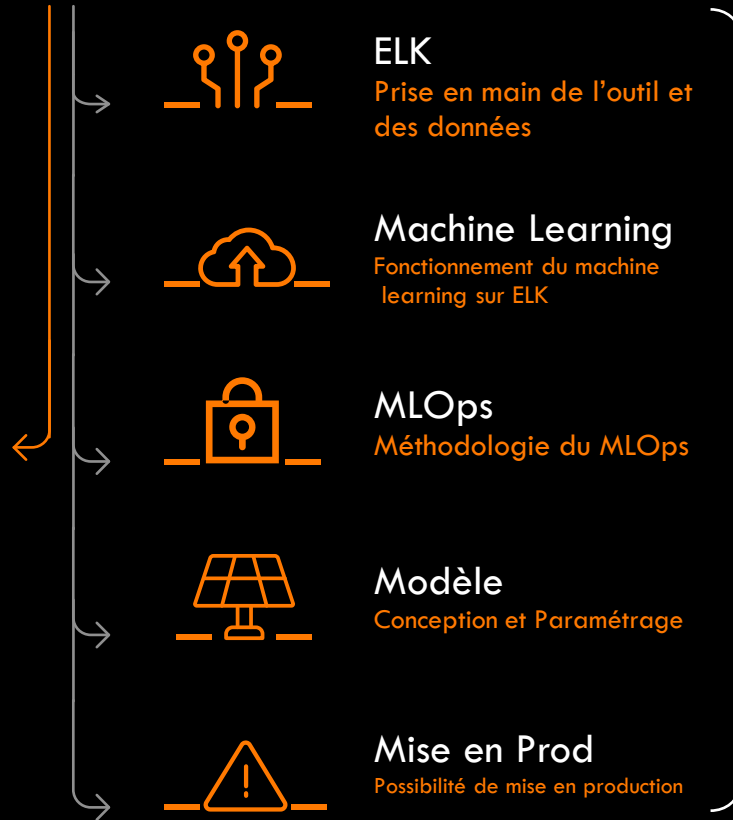 ELK
Prise en main de l’outil et
des données
Machine Learning
Fonctionnement du machine
learning sur ELK
MLOps
Méthodologie du MLOps
Modèle
Conception et Paramétrage
Mise en Prod
Possibilité de mise en production